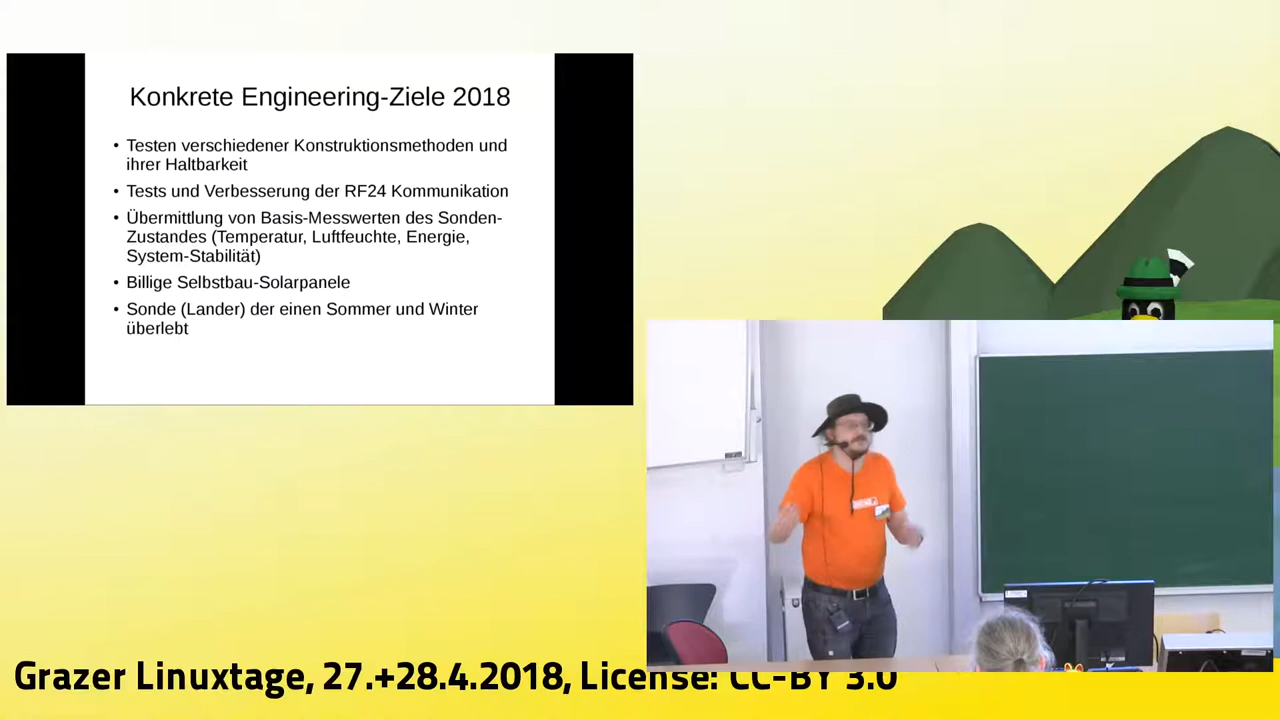 Konkrete Engineering-Ziele 2018
• Testen verschiedener Konstruktionsmethoden und
ihrer Haltbarkeit
• Tests und Verbesserung der RF24 Kommunikation
• Übermittlung von Basis-Messwerten des Sonden-
Zustandes (Temperatur, Luftfeuchte, Energie,
System-Stabilität)
• Billige Selbstbau-Solarpanele
• Sonde (Lander) der einen Sommer und Winter
überlebt
Grazer Linuxtage, 27.+28.4.2018, License: CC-BY 3.0